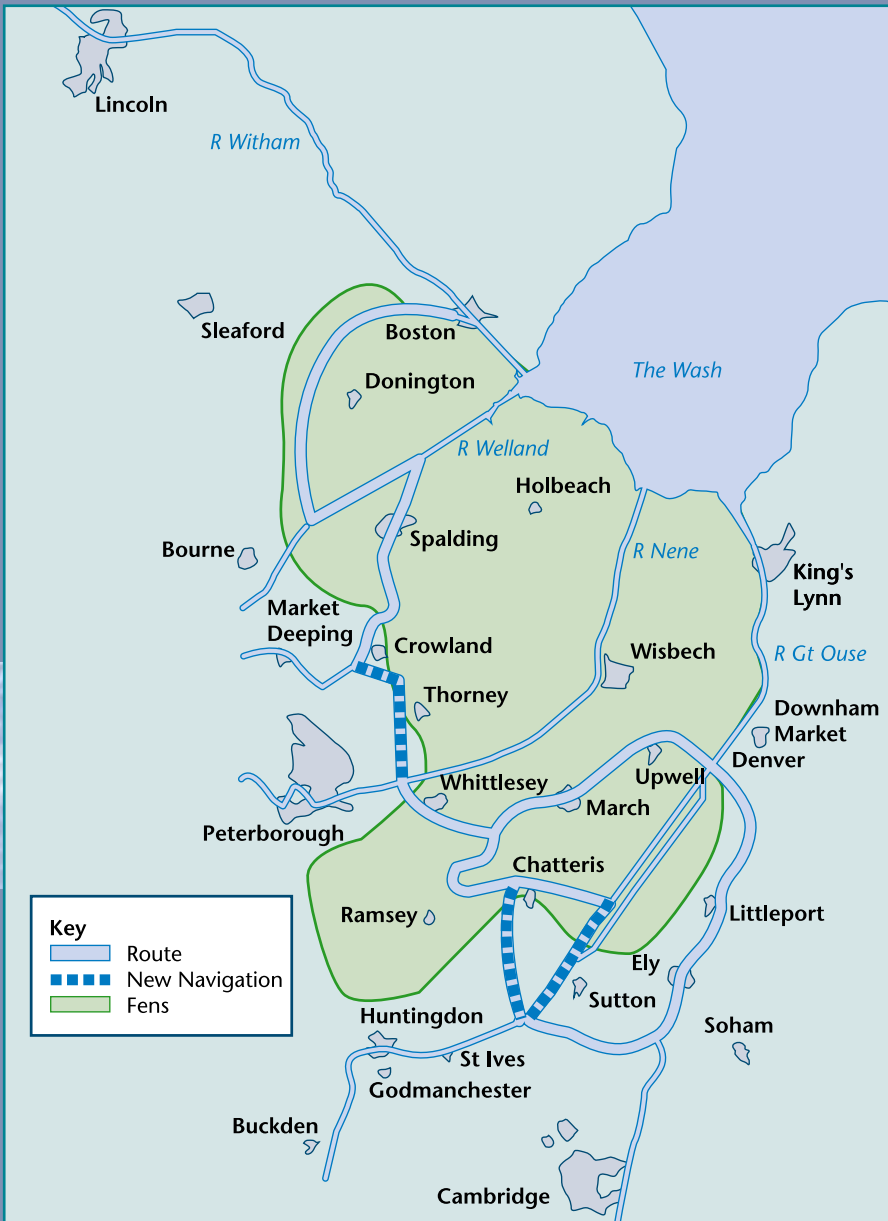 Lincoln
R Witham
Sleaford
Boston
The Wash
Donington
R Welland
Holbeach
Spalding
Bourne
R Nene
King's
Lynn
Market
Deeping
Crowland
Wisbech
R Gt Ouse
Thorney
Downham
Market
Denver
Upwell
Whittlesey
March
Peterborough
Chatteris
Ramsey
Littleport
Key
Route
New Navigation
Fens
Ely
Sutton
Huntingdon
Soham
St Ives
Godmanchester
Buckden
Cambridge